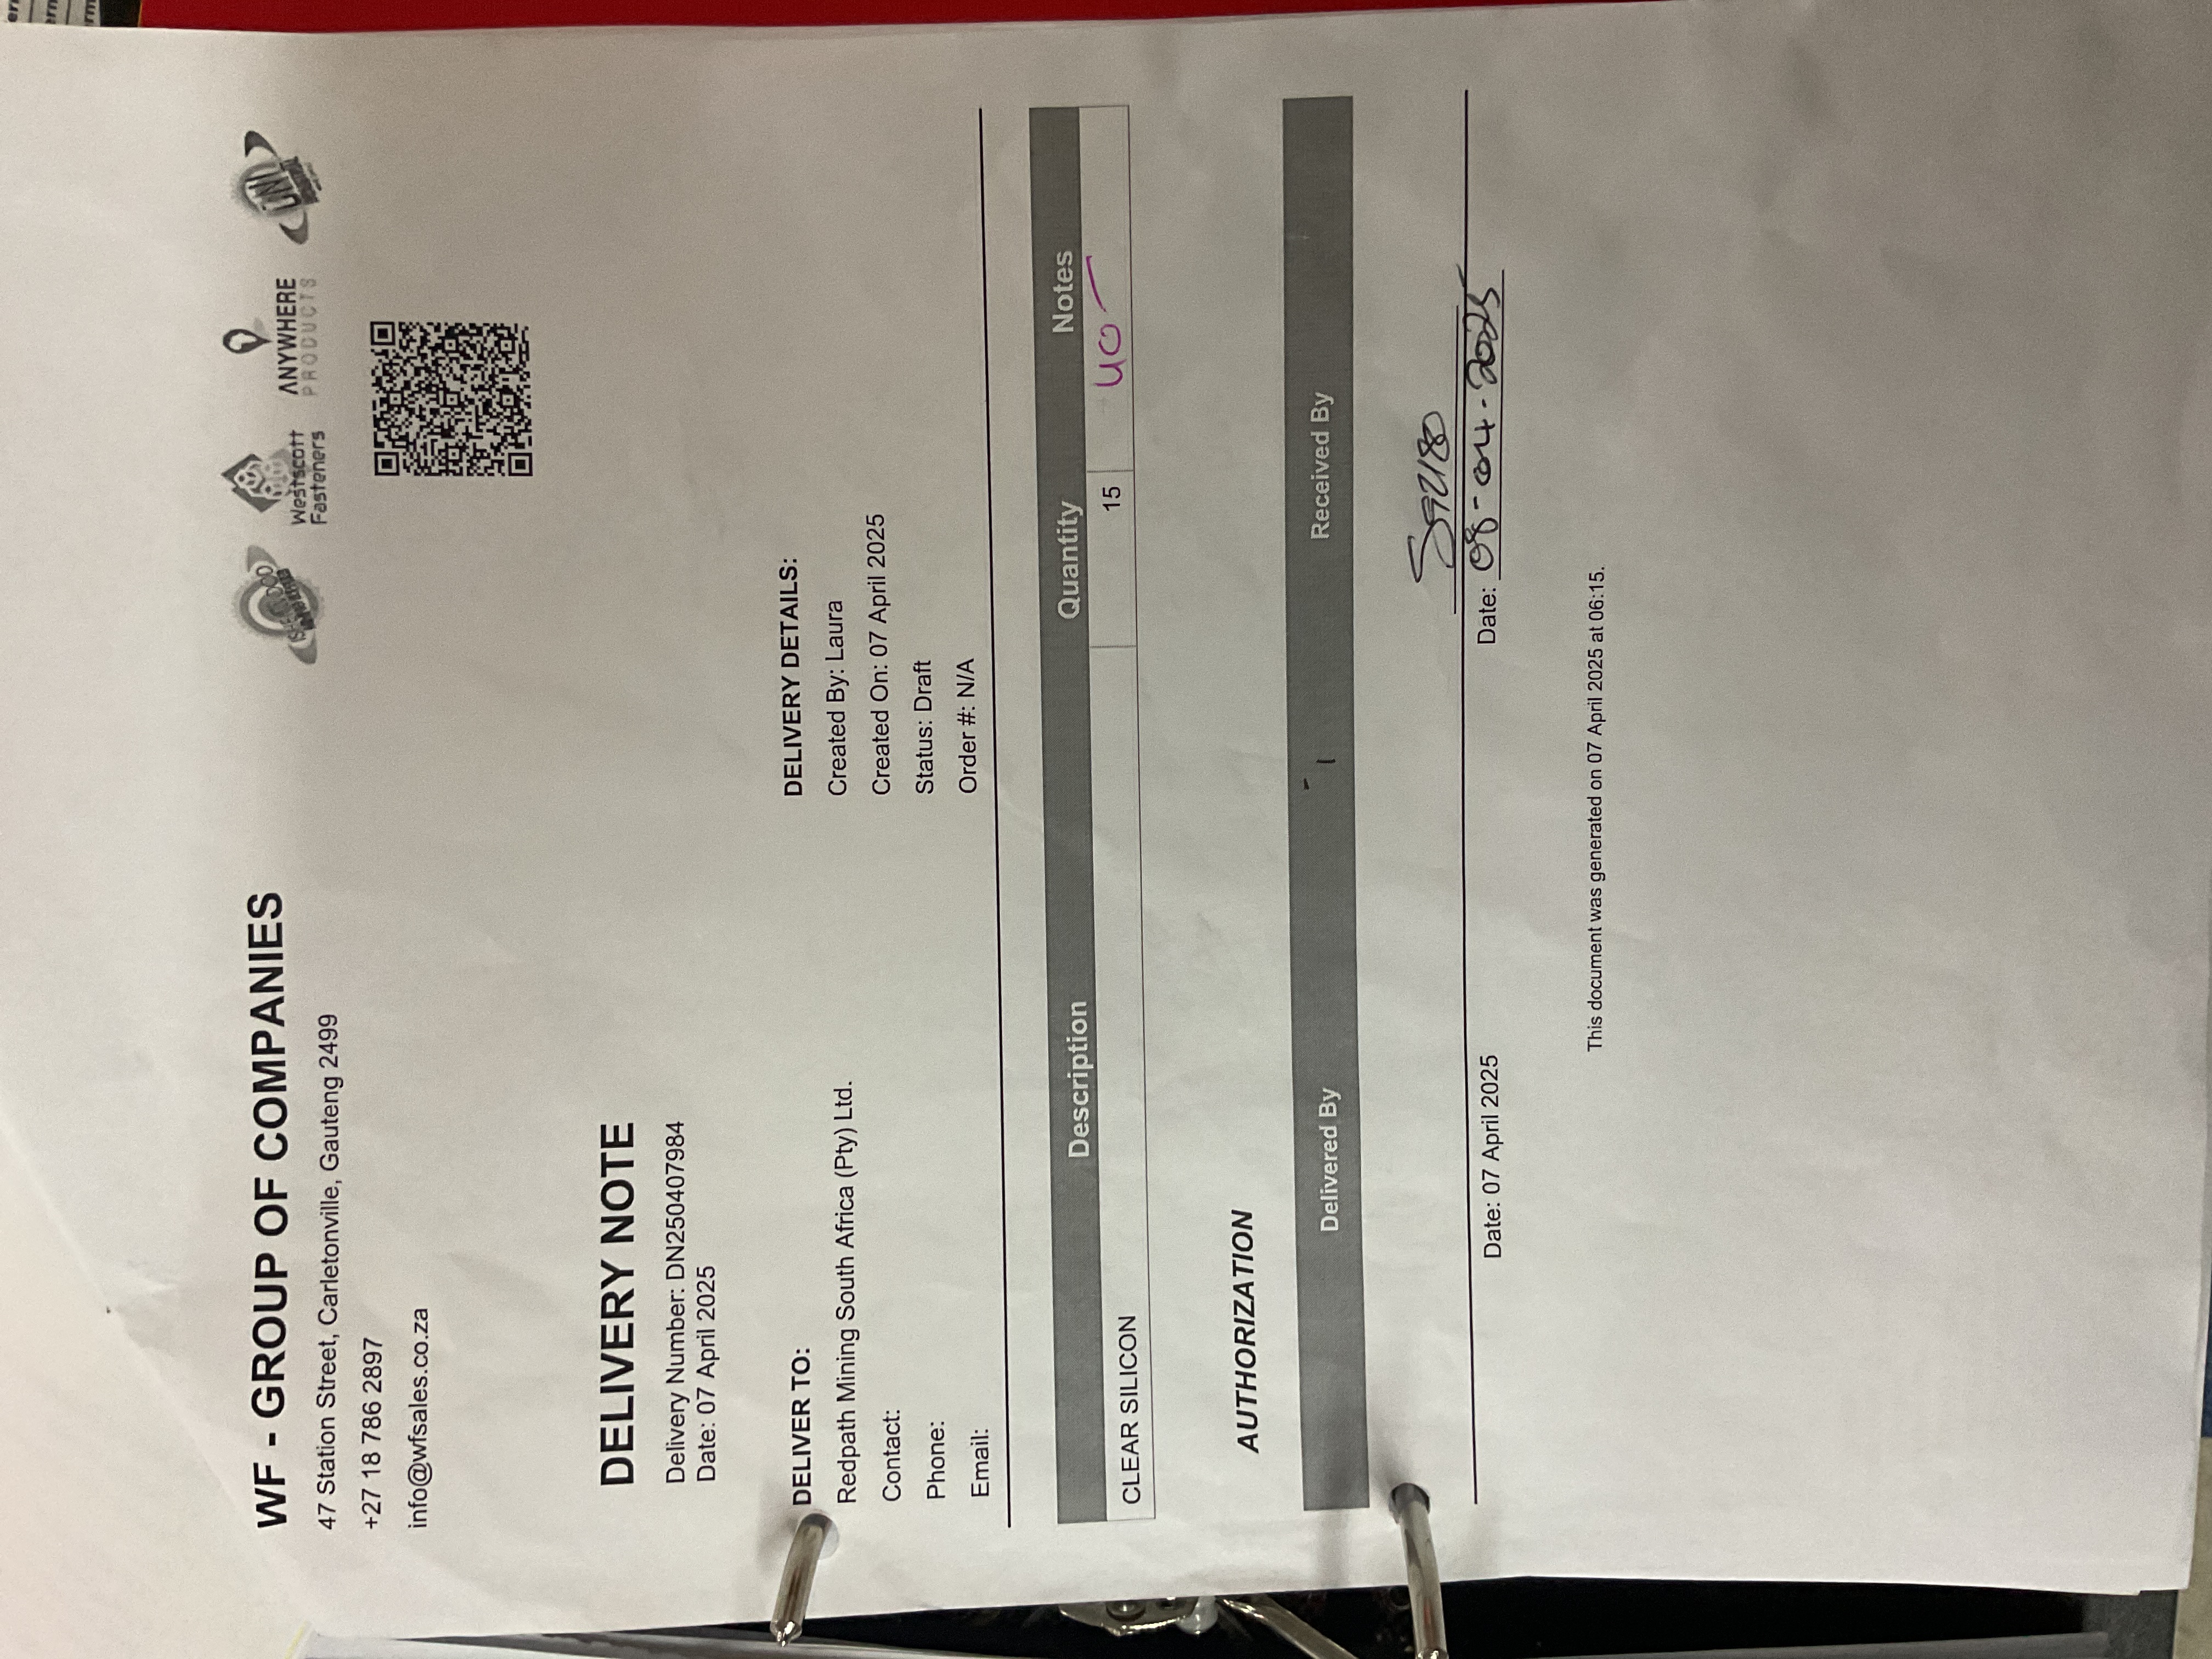 WF - GROUP OF COMPANIES
47 Station Street, Carletonville, Gauteng 2499
+27 18 786 2897
info@wfsales.co.za
Westscott
Fasteners
ANYWHERE
PRODUCTS
UNI
DELIVERY NOTE
Delivery Number: DN250407984
Date: 07 April 2025
DELIVER TO:
Redpath Mining South Africa (Pty) Ltd.
Contact:
Phone:
Email:
DELIVERY DETAILS:
Created By: Laura
Created On: 07 April 2025
Status: Draft
Order #: N/A
Description Quantity Notes
CLEAR SILICON 15 40-
AUTHORIZATION
Delivered By Received By
Date: 07 April 2025
Date: 08-04-2025
This document was generated on 07 April 2025 at 06:15.